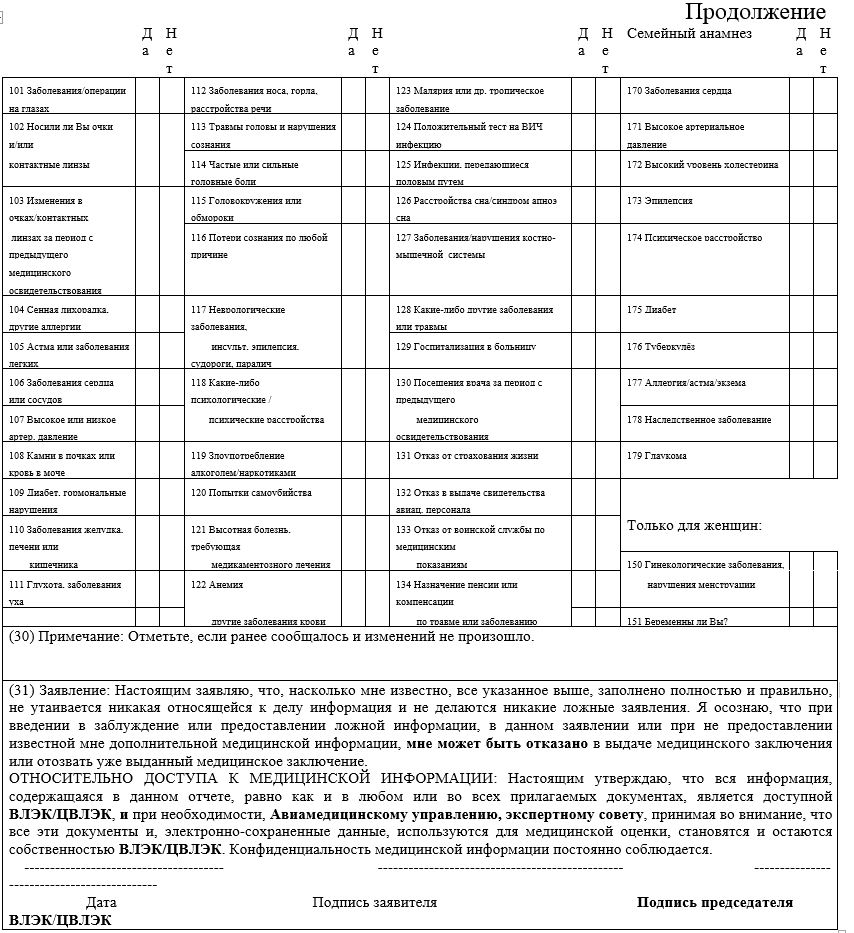 Продолжение
Да Нет Да Нет Да Нет Семейный анамнез Да Нет
101 Заболевания/операции
на глазах
102 Носили ли Вы очки
и/или
контактные линзы
103 Изменения в
очках/контактных
линзах за период с
предыдущего
медицинского
освидетельствования
104 Сенная лихорадка,
другие аллергии
105 Астма или заболевания
легких
106 Заболевания сердца
или сосудов
107 Высокое или низкое
артер. давление
108 Камни в почках или
кровь в моче
109 Диабет, гормональные
нарушения
110 Заболевания желудка,
печени или
кишечника
111 Глухота, заболевания
уха
112 Заболевания носа, горла,
расстройства речи
113 Травмы головы и нарушения
сознания
114 Частые или сильные
головные боли
115 Головокружения или
обмороки
116 Потери сознания по любой
причине
117 Неврологические
заболевания,
инсульт, эпилепсия,
судороги, паралич
118 Какие-либо
психологические /
психические расстройства
119 Злоупотребление
алкоголем/наркотиками
120 Попытки самоубийства
121 Высотная болезнь,
требующая
медикаментозного лечения
122 Анемия
другие заболевания крови
123 Малярия или др. тропическое
заболевание
124 Положительный тест на ВИЧ
инфекцию
125 Инфекции, передающиеся
половым путем
126 Расстройства сна/синдром апноэ
сна
127 Заболевания/нарушения костно-
мышечной системы
128 Какие-либо другие заболевания
или травмы
129 Госпитализация в больницу
130 Посещения врача за период с
предыдущего
медицинского
освидетельствования
131 Отказ от страхования жизни
132 Отказ в выдаче свидетельства
авиац. персонала
133 Отказ от воинской службы по
медицинским
показаниям
134 Назначение пенсии или
компенсации
по травме или заболеванию
170 Заболевания сердца
171 Высокое артериальное
давление
172 Высокий уровень холестерина
173 Эпилепсия
174 Психическое расстройство
175 Диабет
176 Туберкулёз
177 Аллергия/астма/экзема
178 Наследственное заболевание
179 Глаукома
Только для женщин:
150 Гинекологические заболевания,
нарушения менструации
151 Беременны ли Вы?
(30) Примечание: Отметьте, если ранее сообщалось и изменений не произошло.
(31) Заявление: Настоящим заявляю, что, насколько мне известно, все указанное выше, заполнено полностью и правильно,
не утаивается никакая относящейся к делу информация и не делаются никакие ложные заявления. Я осознаю, что при
введении в заблуждение или предоставлении ложной информации, в данном заявлении или при не предоставлении
известной мне дополнительной медицинской информации, мне может быть отказано в выдаче медицинского заключения
или отозвать уже выданный медицинское заключение.
ОТНОСИТЕЛЬНО ДОСТУПА К МЕДИЦИНСКОЙ ИНФОРМАЦИИ: Настоящим утверждаю, что вся информация,
содержащаяся в данном отчете, равно как и в любом или во всех прилагаемых документах, является доступной
ВЛЭК/ЦВЛЭК, и при необходимости, Авиамедицинскому управлению, экспертному совету, принимая во внимание, что
все эти документы и, электронно-сохраненные данные, используются для медицинской оценки, становятся и остаются
собственностью ВЛЭК/ЦВЛЭК. Конфиденциальность медицинской информации постоянно соблюдается.
Дата Подпись заявителя Подпись председателя
ВЛЭК/ЦВЛЭК